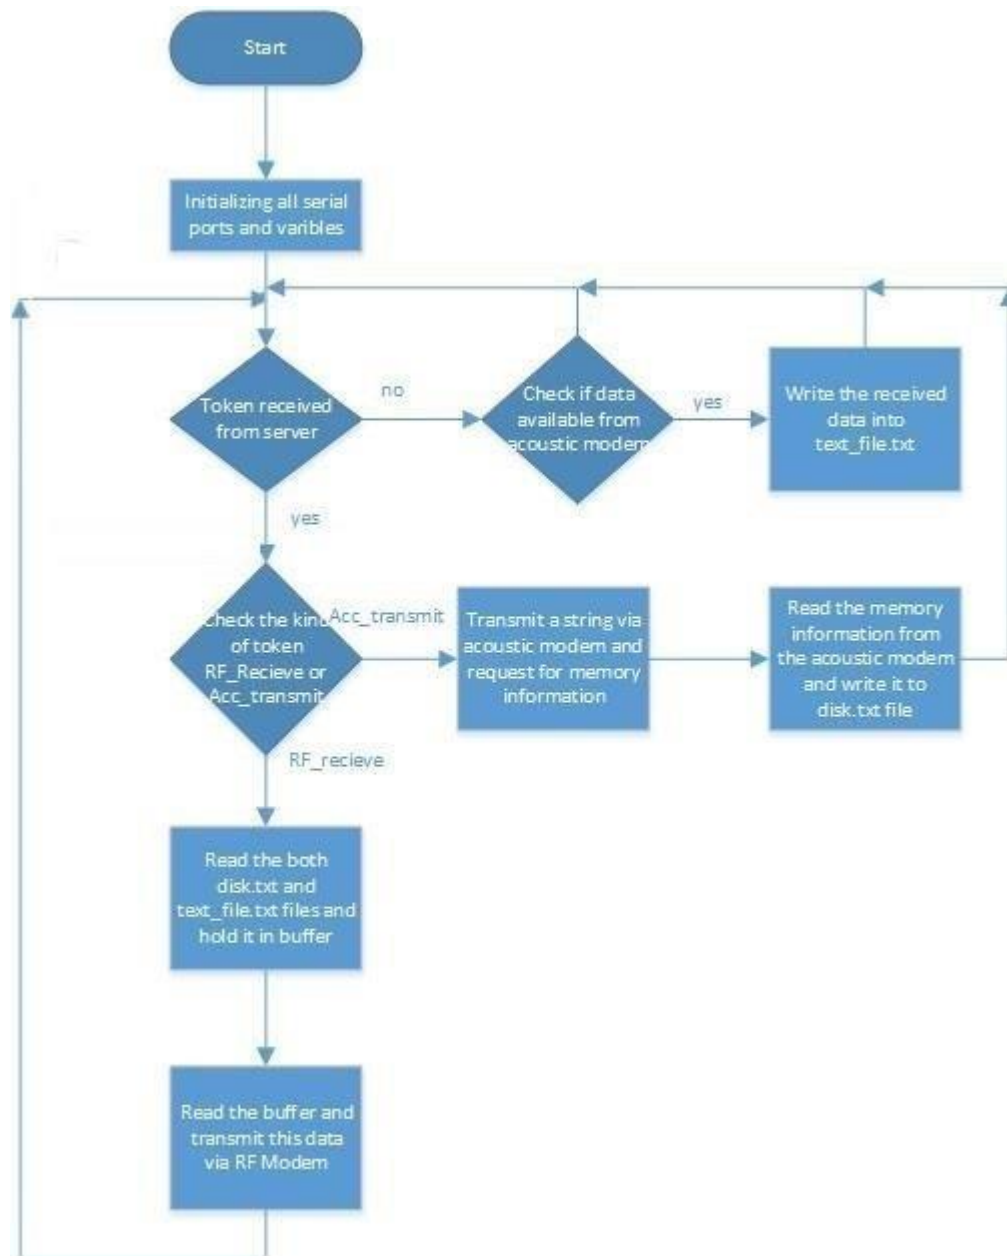 Start
Initializing all serial
ports and varibles
Token received
from server
no
Check if data
available from
acoustic modem
yes
Write the received
data into
text_file.txt
yes
Check the kind
of token
RF_Recieve or
Acc_transmit
Acc_transmit
Transmit a string via
acoustic modem and
request for memory
information
Read the memory
information from
the acoustic modem
and write it to
disk.txt file
RF_recieve
Read the both
disk.txt and
text_file.txt files and
hold it in buffer
Read the buffer and
transmit this data
via RF Modem